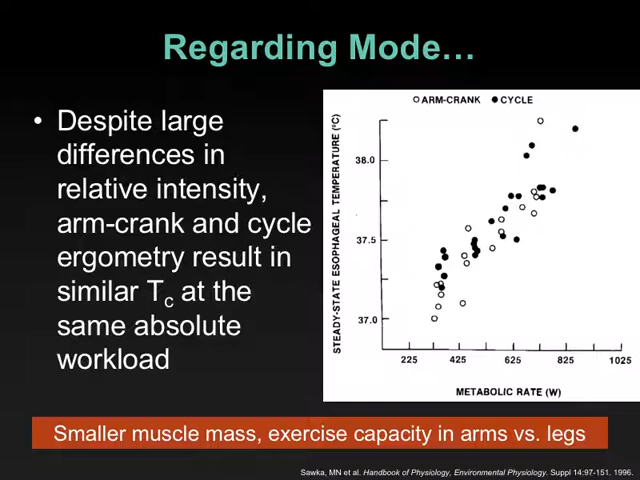 Regarding Mode…
• Despite large
differences in
relative intensity,
arm-crank and cycle
ergometry result in
similar Tc at the
same absolute
workload
ARM-CRANK CYCLE
STEADY-STATE ESOPHAGEAL TEMPERATURE (°C)
38.0
37.5
37.0
225 425 625 825 1025
METABOLIC RATE (W)
Smaller muscle mass, exercise capacity in arms vs. legs
Sawka, MN et al. Handbook of Physiology, Environmental Physiology. Suppl 14:97-151. 1996.